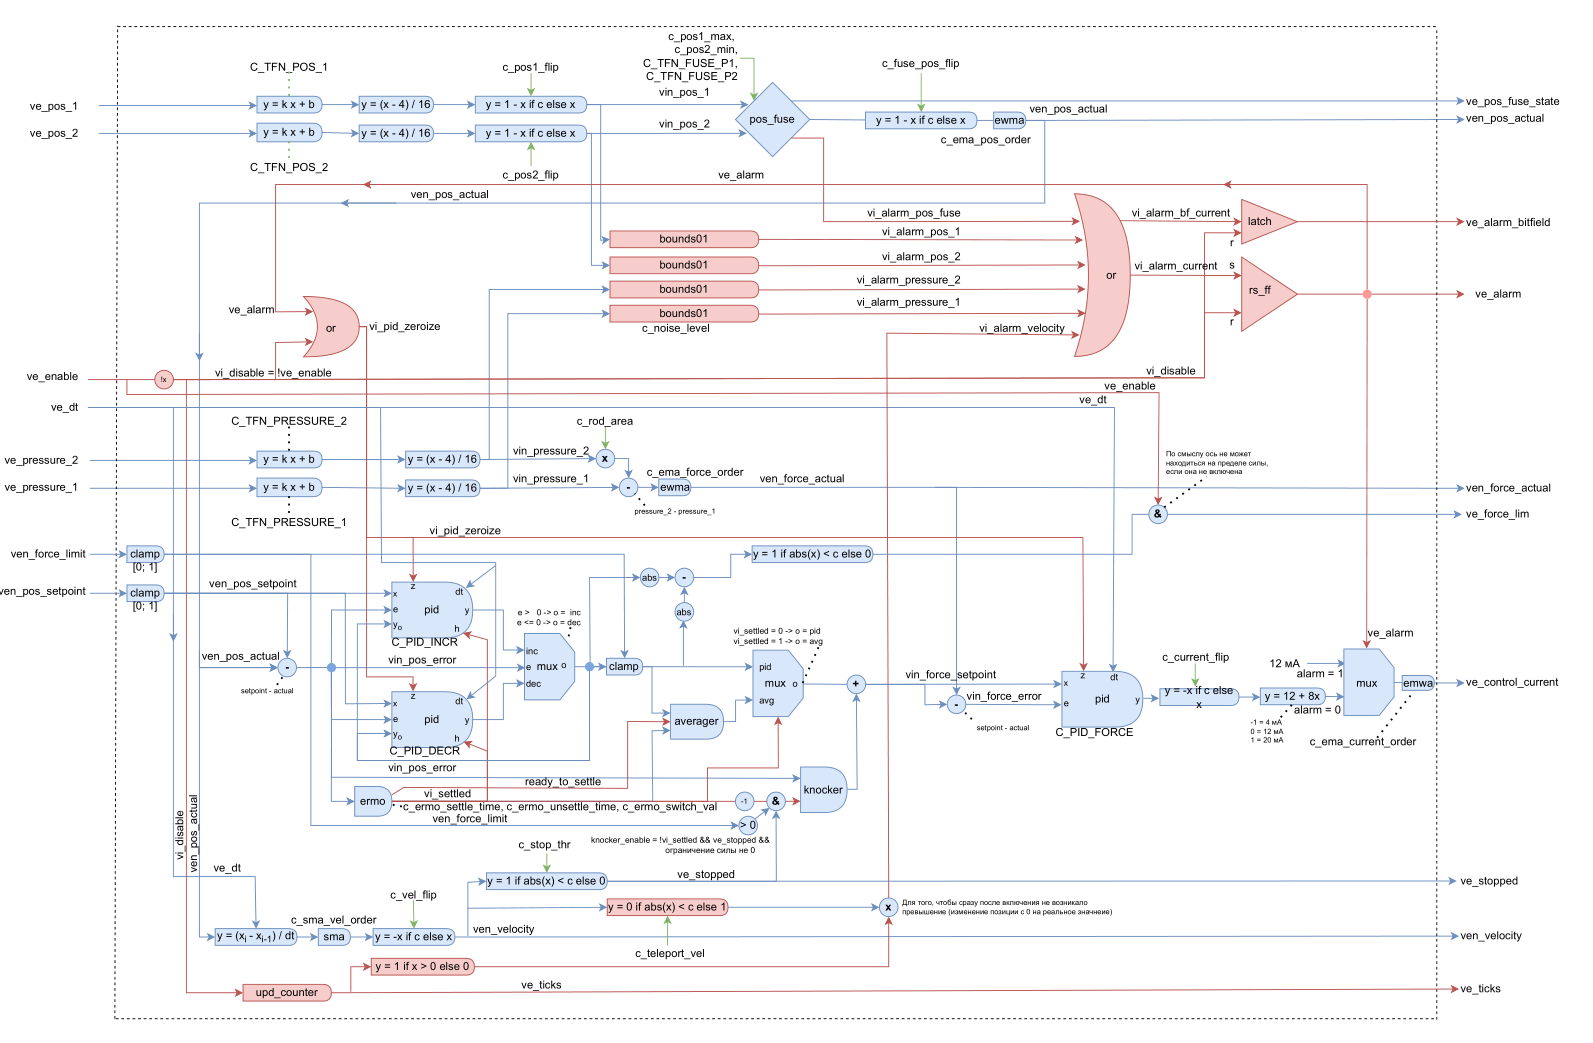 c_pos1_max,
c_pos2_min,
C_TFN_FUSE_P1,
C_TFN_FUSE_P2
C_TFN_POS_1
c_pos1_flip
c_fuse_pos_flip
vin_pos_1
ve_pos_1
y = k x + b
y = (x - 4) / 16
y = 1 - x if c else x
ve_pos_fuse_state
ven_pos_actual
pos_fuse
y = 1 - x if c else x
ewma
ven_pos_actual
ve_pos_2
y = k x + b
y = (x - 4) / 16
y = 1 - x if c else x
vin_pos_2
c_ema_pos_order
C_TFN_POS_2
c_pos2_flip
ve_alarm
ven_pos_actual
vi_alarm_pos_fuse
vi_alarm_bf_current
latch
ve_alarm_bitfield
bounds01
vi_alarm_pos_1
r
bounds01
vi_alarm_pos_2
or
vi_alarm_current
s
bounds01
vi_alarm_pressure_2
rs_ff
ve_alarm
bounds01
vi_alarm_pressure_1
r
c_noise_level
vi_alarm_velocity
ve_alarm
or
vi_pid_zeroize
ve_enable
!x
vi_disable = !ve_enable
vi_disable
ve_enable
ve_dt
ve_dt
C_TFN_PRESSURE_2
c_rod_area
ve_pressure_2
y = k x + b
y = (x - 4) / 16
vin_pressure_2
x
По смыслу ось не может
находиться на пределе силы,
если она не включена
c_ema_force_order
ve_pressure_1
y = k x + b
y = (x - 4) / 16
vin_pressure_1
-
ewma
ven_force_actual
ven_force_actual
pressure_2 - pressure_1
C_TFN_PRESSURE_1
&
ve_force_lim
vi_pid_zeroize
ven_force_limit
clamp
[0; 1]
y = 1 if abs(x) < c else 0
abs
-
ven_pos_setpoint
clamp
[0; 1]
ven_pos_setpoint
z
x
dt
e
pid
y
yo
h
C_PID_INCR
abs
e > 0 -> o = inc
e <= 0 -> o = dec
vi_settled = 0 -> o = pid
vi_settled = 1 -> o = avg
ve_alarm
inc
e
mux
o
dec
ven_pos_actual
-
vin_pos_error
clamp
pid
mux
o
avg
setpoint - actual
+
vin_force_setpoint
-
vin_force_error
setpoint - actual
z
x
dt
pid
e
y
C_PID_FORCE
c_current_flip
y = -x if c else
x
12 мА
alarm = 1
y = 12 + 8x
alarm = 0
-1 = 4 мА
0 = 12 мА
1 = 20 мА
mux
emwa
ve_control_current
c_ema_current_order
z
x
dt
e
pid
y
yo
h
C_PID_DECR
averager
vin_pos_error
ready_to_settle
knocker
ermo
vi_settled
c_ermo_settle_time, c_ermo_unsettle_time, c_ermo_switch_val
-1
&
ven_force_limit
> 0
knocker_enable = !vi_settled && ve_stopped &&
ограничение силы не 0
vi_disable
ven_pos_actual
c_stop_thr
ve_dt
y = 1 if abs(x) < c else 0
ve_stopped
ve_stopped
c_vel_flip
y = 0 if abs(x) < c else 1
x
Для того, чтобы сразу после включения не возникало
превышение (изменение позиции с 0 на реальное значнеие)
c_sma_vel_order
y = (xi - xi-1) / dt
sma
y = -x if c else x
ven_velocity
ven_velocity
c_teleport_vel
y = 1 if x > 0 else 0
upd_counter
ve_ticks
ve_ticks